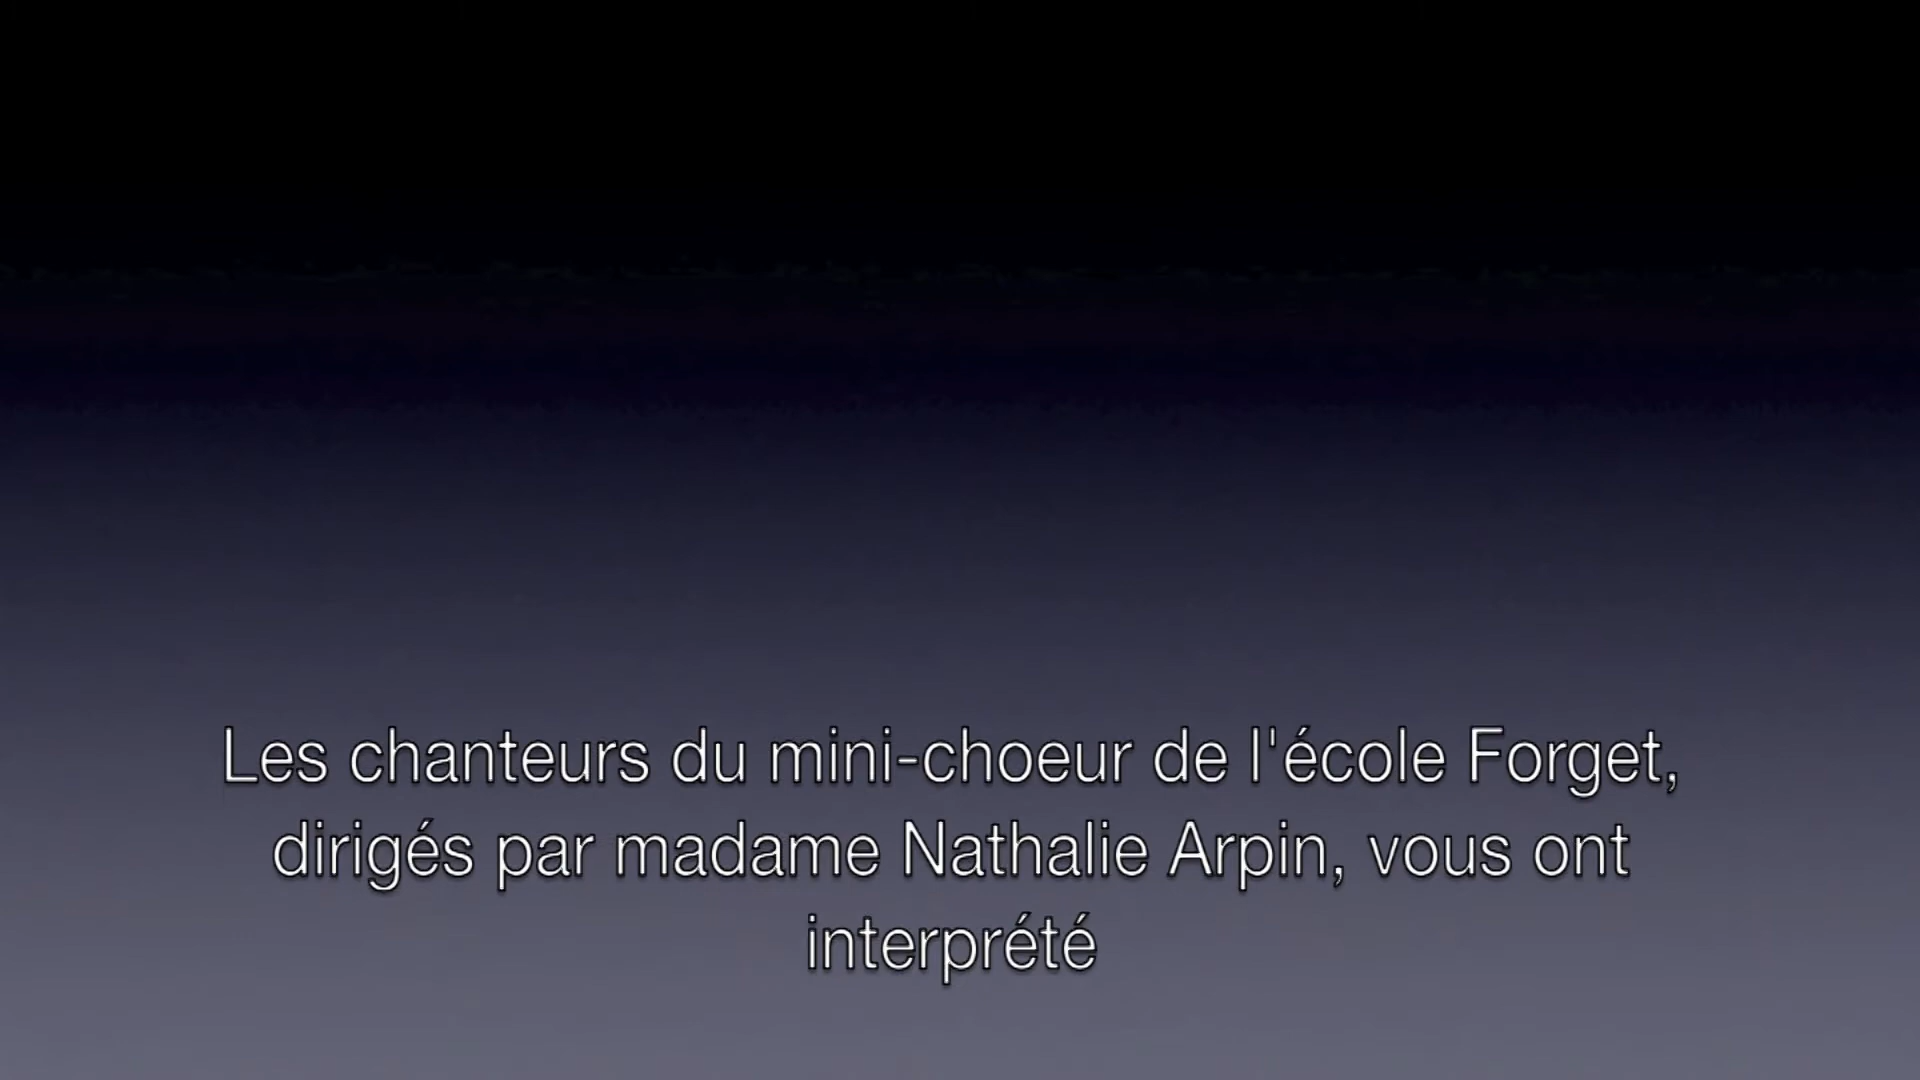 Les chanteurs du mini-choeur de l'école Forget,
dirigés par madame Nathalie Arpin, vous ont
interprété